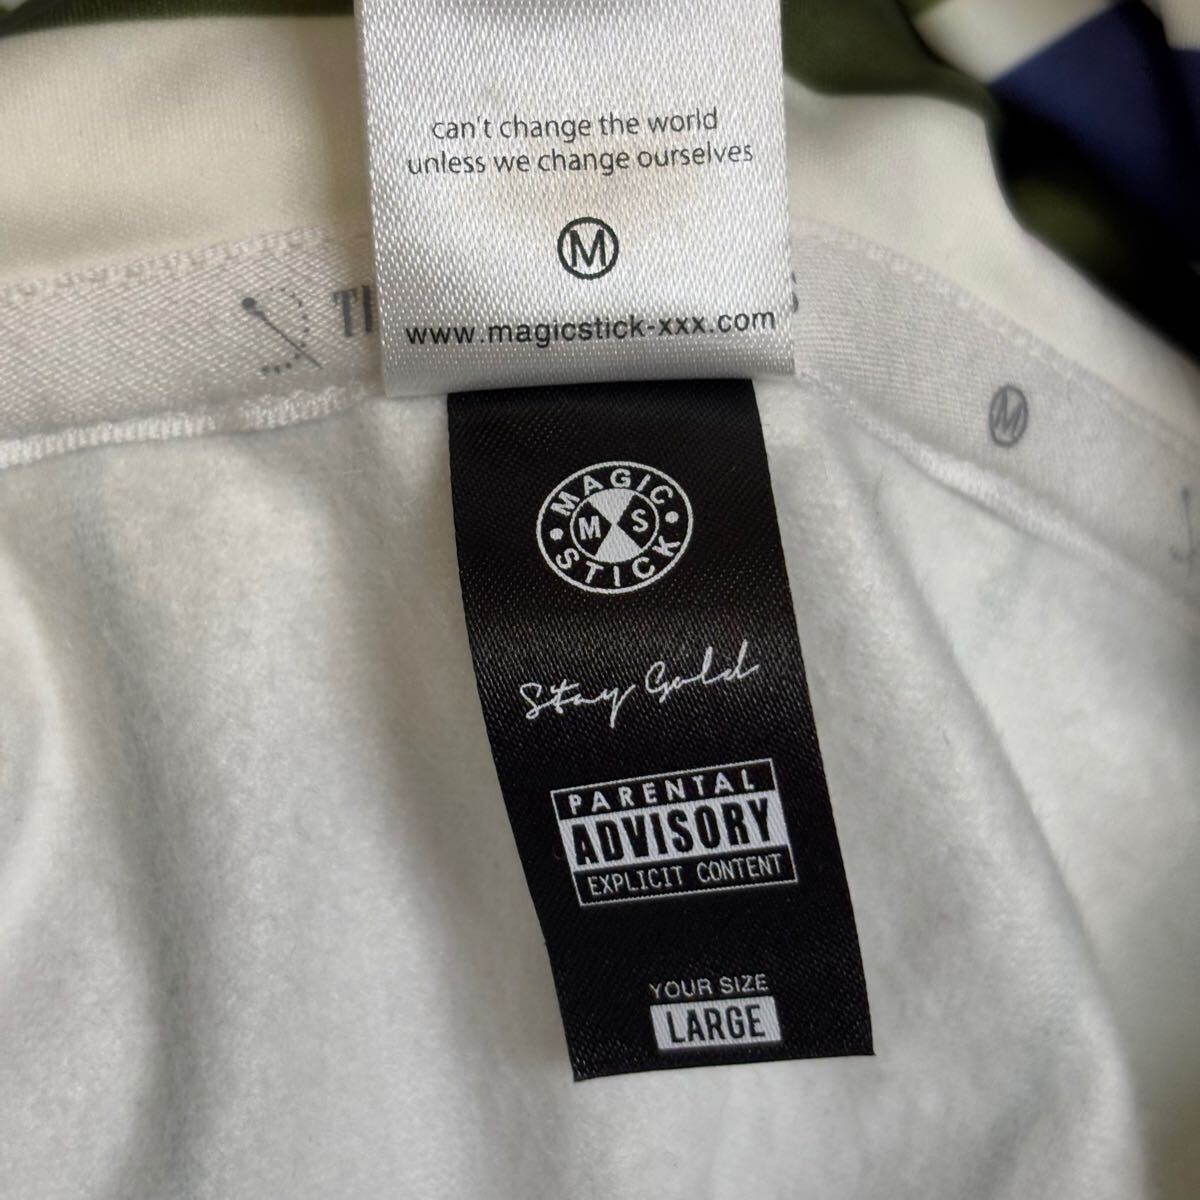 can't change the world
unless we change ourselves
M
www.magicstick-xxx.com
M
MAGIC
M S
STICK
Stay Gold
PARENTAL
ADVISORY
EXPLICIT CONTENT
YOUR SIZE
LARGE